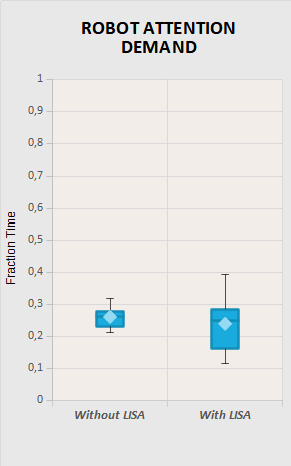 ROBOT ATTENTION
DEMAND
Fraction Time
1
0,9
0,8
0,7
0,6
0,5
0,4
0,3
0,2
0,1
0
Without LISA
With LISA